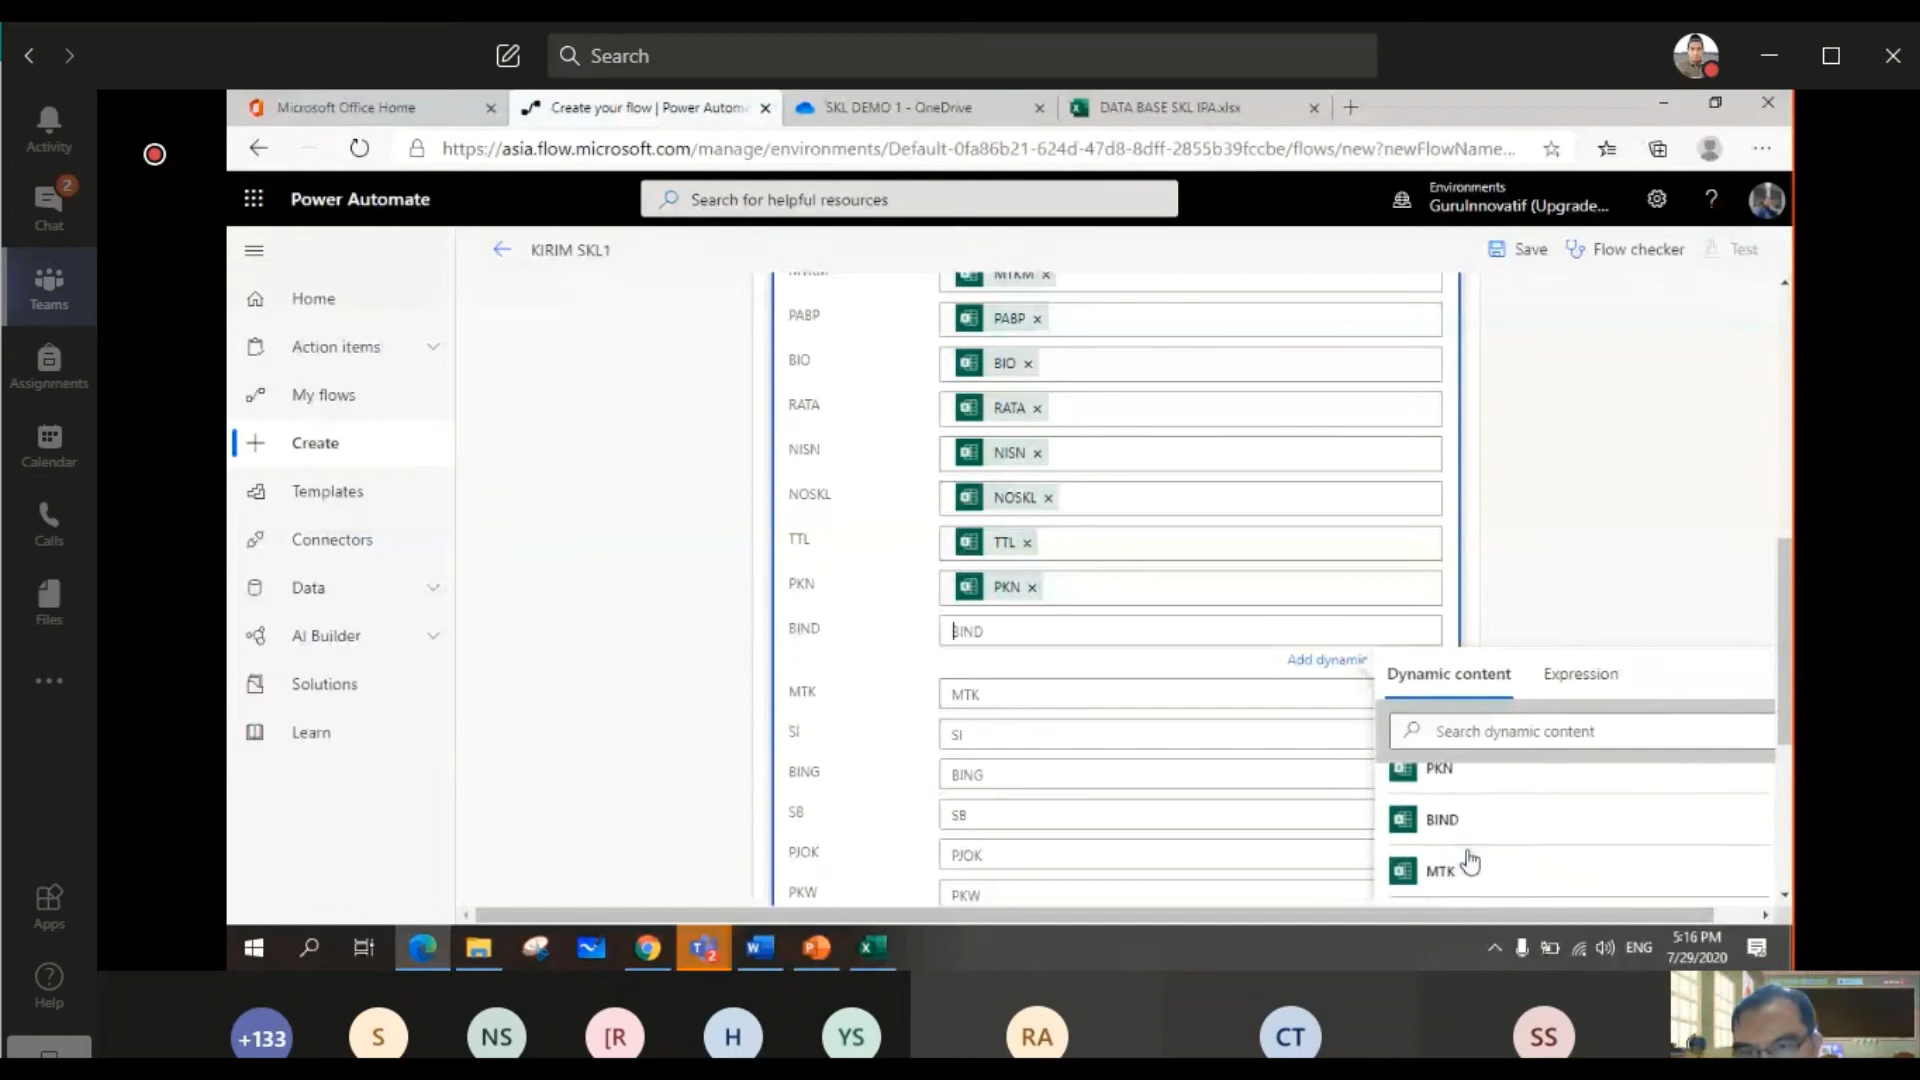 Search
Activity
2
Chat
Teams
Assignments
Calendar
Calls
Files
Apps
Help
Microsoft Office Home
Create your flow | Power Autom
SKL DEMO 1 - OneDrive
DATA BASE SKL IPA.xlsx
https://asia.flow.microsoft.com/manage/environments/Default-0fa86b21-624d-47d8-8dff-2855b39fccbe/flows/new?newFlowName...
Power Automate
Search for helpful resources
Environments
GuruInnovatif (Upgrade...
KIRIM SKL1
Save
Flow checker
Test
Home
Action items
My flows
Create
Templates
Connectors
Data
AI Builder
Solutions
Learn
MTKM
PABP
PABP
BIO
BIO
RATA
RATA
NISN
NISN
NOSKL
NOSKL
TTL
TTL
PKN
PKN
BIND
BIND
Add dynamic
MTK
MTK
SI
SI
BING
BING
SB
SB
PJOK
PJOK
PKW
PKW
Dynamic content
Expression
Search dynamic content
PKN
BIND
MTK
ENG
5:16 PM
7/29/2020
+133
S
NS
[R
H
YS
RA
CT
SS